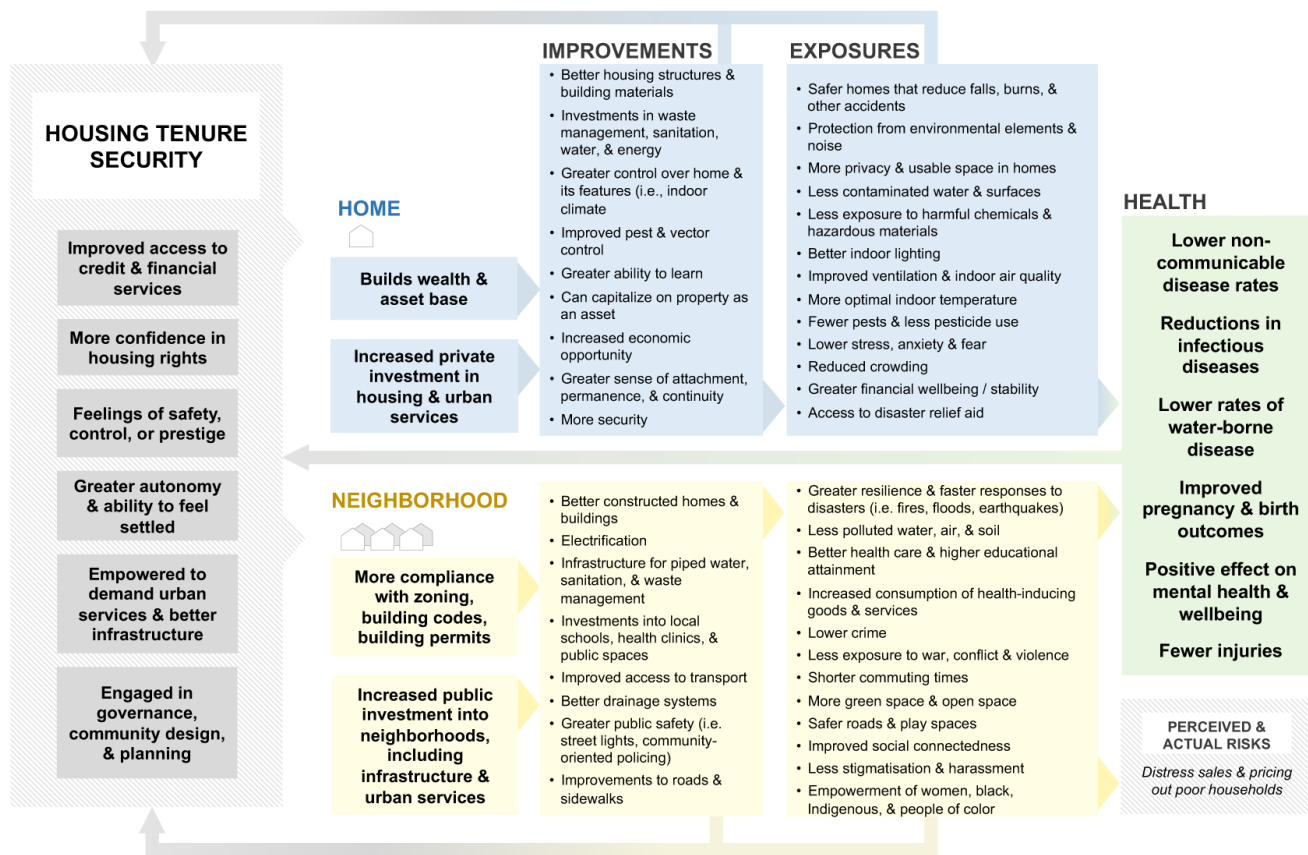 HOUSING TENURE
SECURITY
Improved access to
credit & financial
services
More confidence in
housing rights
Feelings of safety,
control, or prestige
Greater autonomy
& ability to feel
settled
Empowered to
demand urban
services & better
infrastructure
Engaged in
governance,
community design,
& planning
HOME
Builds wealth &
asset base
Increased private
investment in
housing & urban
services
IMPROVEMENTS
• Better housing structures &
building materials
• Investments in waste
management, sanitation,
water, & energy
• Greater control over home &
its features (i.e., indoor
climate
• Improved pest & vector
control
• Greater ability to learn
• Can capitalize on property as
an asset
• Increased economic
opportunity
• Greater sense of attachment,
permanence, & continuity
• More security
EXPOSURES
• Safer homes that reduce falls, burns, &
other accidents
• Protection from environmental elements &
noise
• More privacy & usable space in homes
• Less contaminated water & surfaces
• Less exposure to harmful chemicals &
hazardous materials
• Better indoor lighting
• Improved ventilation & indoor air quality
• More optimal indoor temperature
• Fewer pests & less pesticide use
• Lower stress, anxiety & fear
• Reduced crowding
• Greater financial wellbeing / stability
• Access to disaster relief aid
NEIGHBORHOOD
More compliance
with zoning,
building codes,
building permits
Increased public
investment into
neighborhoods,
including
infrastructure &
urban services
• Better constructed homes &
buildings
• Electrification
• Infrastructure for piped water,
sanitation, & waste
management
• Investments into local
schools, health clinics, &
public spaces
• Improved access to transport
• Better drainage systems
• Greater public safety (i.e.
street lights, community-
oriented policing)
• Improvements to roads &
sidewalks
• Greater resilience & faster responses to
disasters (i.e. fires, floods, earthquakes)
• Less polluted water, air, & soil
• Better health care & higher educational
attainment
• Increased consumption of health-inducing
goods & services
• Lower crime
• Less exposure to war, conflict & violence
• Shorter commuting times
• More green space & open space
• Safer roads & play spaces
• Improved social connectedness
• Less stigmatisation & harassment
• Empowerment of women, black,
Indigenous, & people of color
HEALTH
Lower non-
communicable
disease rates
Reductions in
infectious
diseases
Lower rates of
water-borne
disease
Improved
pregnancy & birth
outcomes
Positive effect on
mental health &
wellbeing
Fewer injuries
PERCEIVED &
ACTUAL RISKS
Distress sales & pricing
out poor households